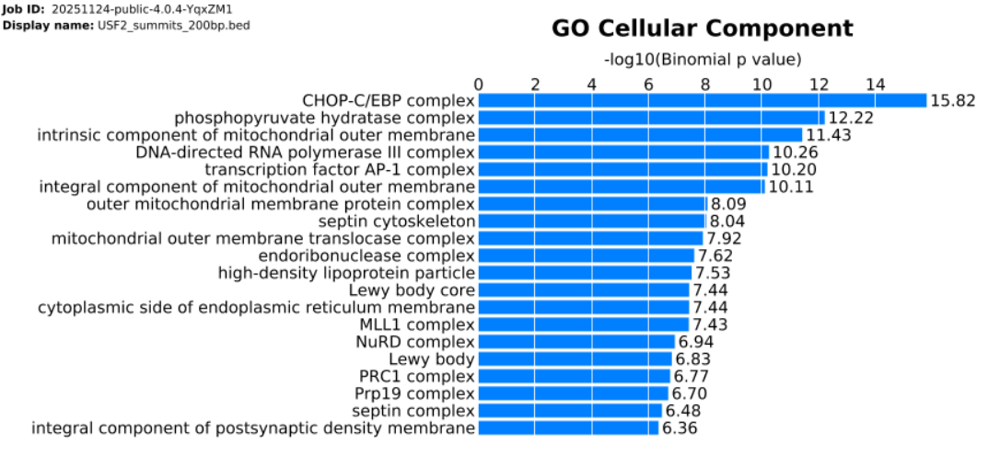 Job ID: 20251124-public-4.0.4-YqxZM1
Display name: USF2_summits_200bp.bed
GO Cellular Component
-log10(Binomial p value)
0 2 4 6 8 10 12 14
CHOP-C/EBP complex 15.82
phosphopyruvate hydratase complex 12.22
intrinsic component of mitochondrial outer membrane 11.43
DNA-directed RNA polymerase III complex 10.26
transcription factor AP-1 complex 10.20
integral component of mitochondrial outer membrane 10.11
outer mitochondrial membrane protein complex 8.09
septin cytoskeleton 8.04
mitochondrial outer membrane translocase complex 7.92
endoribonuclease complex 7.62
high-density lipoprotein particle 7.53
Lewy body core 7.44
cytoplasmic side of endoplasmic reticulum membrane 7.44
MLL1 complex 7.43
NuRD complex 6.94
Lewy body 6.83
PRC1 complex 6.77
Prp19 complex 6.70
septin complex 6.48
integral component of postsynaptic density membrane 6.36